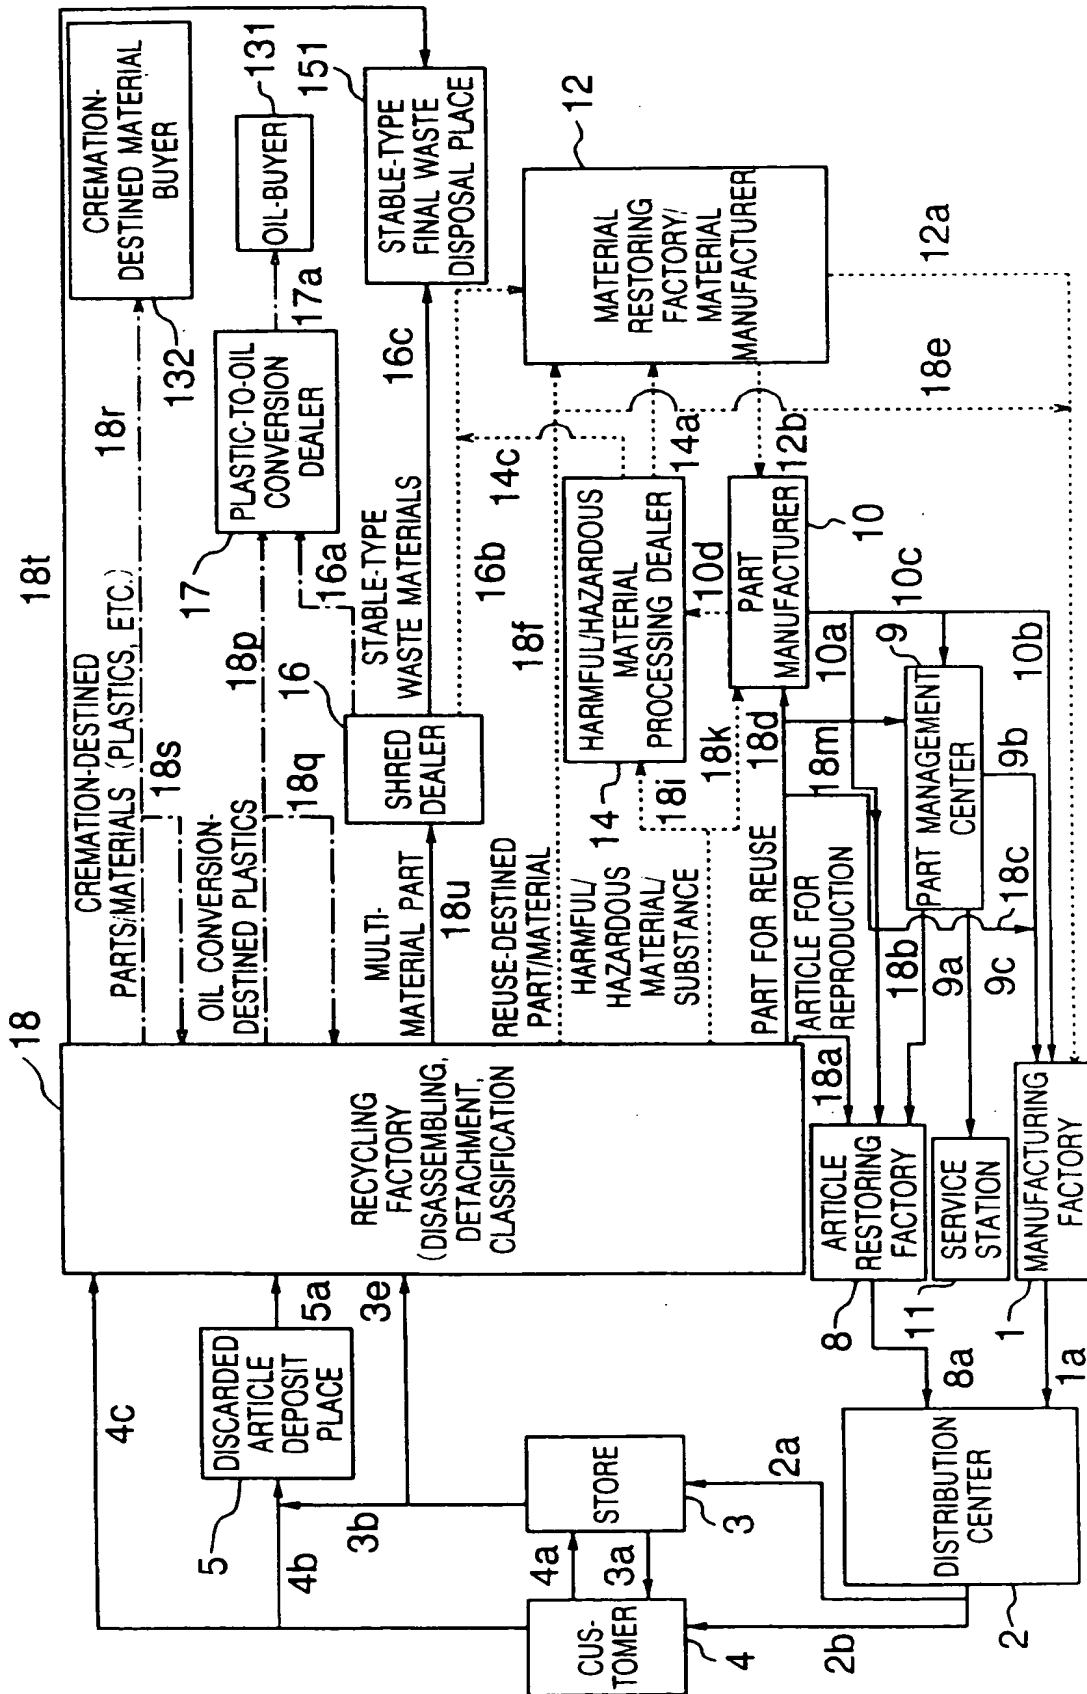 18t
CREMATION-DESTINED
PARTS/MATERIALS (PLASTICS, ETC.)
18r
CREMATION-
DESTINED MATERIAL
BUYER
132
18s
18
OIL CONVERSION-
DESTINED PLASTICS
18p
18q
17
PLASTIC-TO-OIL
CONVERSION
DEALER
17a
OIL-BUYER
131
16a
16
SHRED
DEALER
STABLE-TYPE
WASTE MATERIALS
16c
STABLE-TYPE
FINAL WASTE
DISPOSAL PLACE
151
MULTI-
MATERIAL PART
18u
16b
RECYCLING
FACTORY
(DISASSEMBLING,
DETACHMENT,
CLASSIFICATION
4c
DISCARDED
ARTICLE
DEPOSIT
PLACE
5
5a
3e
4b
3b
REUSE-DESTINED
PART/MATERIAL
18f
14c
14a
MATERIAL
RESTORING
FACTORY/
MATERIAL
MANUFACTURER
12
12a
18e
12b
HARMFUL/
HAZARDOUS
MATERIAL/
SUBSTANCE
14
18i
18k
HARMFUL/HAZARDOUS
MATERIAL
PROCESSING DEALER
10d
PART
MANUFACTURER
10
PART FOR REUSE
18d
18m
10a
10c
10b
ARTICLE FOR
REPRODUCTION
18a
18b
9
PART MANAGEMENT
CENTER
9a
9b
9c
18c
CUS-
TOMER
4
4a
3a
STORE
3
2a
2b
DISTRIBUTION
CENTER
2
8a
1a
ARTICLE
RESTORING
FACTORY
8
SERVICE
STATION
11
MANUFACTURING
FACTORY
1